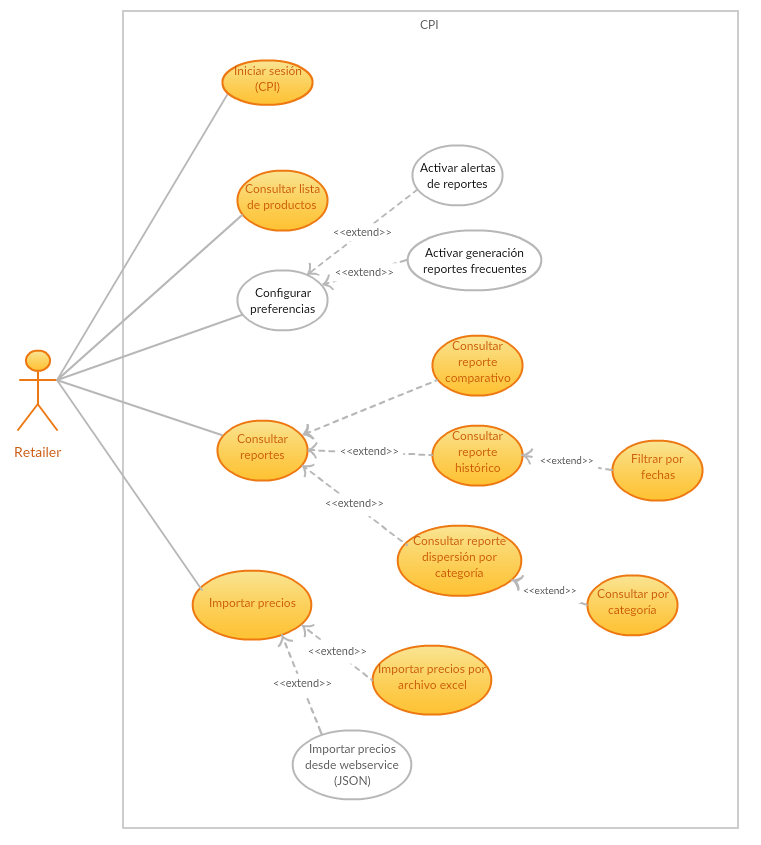 CPI
Iniciar sesión
(CPI)
Activar alertas
de reportes
Consultar lista
de productos
<<extend>>
Activar generación
reportes frecuentes
<<extend>>
Configurar
preferencias
Consultar
reporte
comparativo
Retailer
Consultar
reportes
<<extend>>
Consultar
reporte
histórico
<<extend>>
Filtrar por
fechas
<<extend>>
Consultar reporte
dispersión por
categoría
<<extend>>
Consultar por
categoría
Importar precios
<<extend>>
Importar precios por
archivo excel
<<extend>>
Importar precios
desde webservice
(JSON)